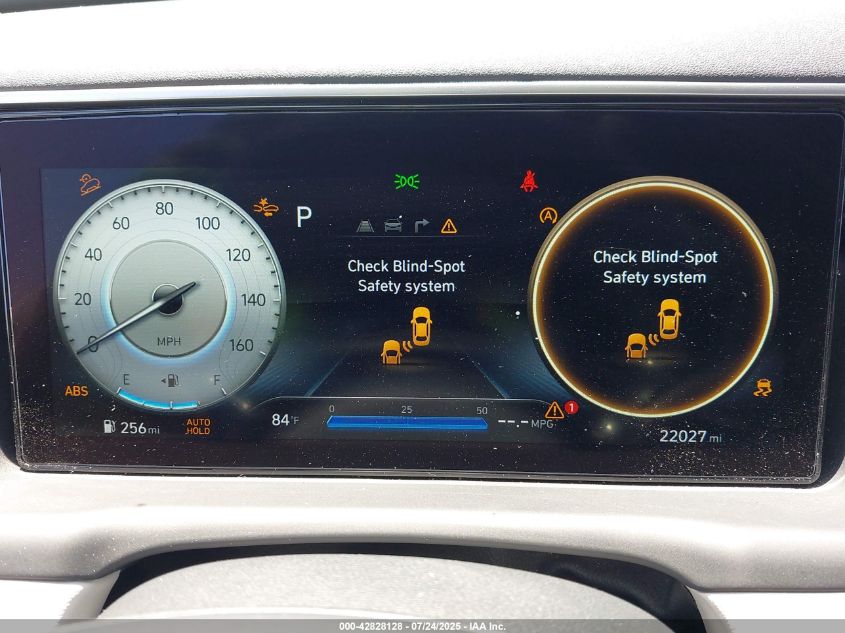 80
60
100
40
120
20
140
0
160
MPH
E
F
ABS
256 mi
AUTO
HOLD
P
Check Blind-Spot
Safety system
84°F
0
25
50
---MPG
1
A
Check Blind-Spot
Safety system
22027 mi
000-42828128 - 07/24/2025 - IAA Inc.